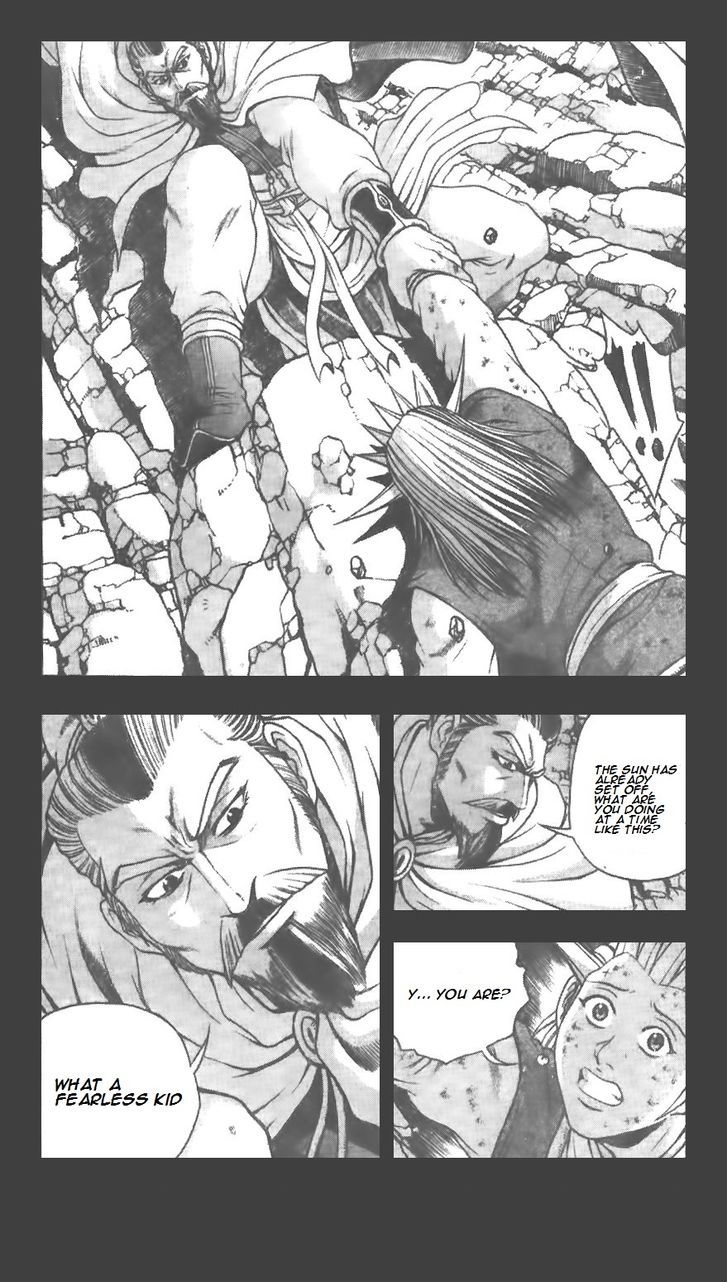 THE SUN HAS
ALREADY
SET OFF,
WHAT ARE
YOU DOING
AT A TIME
LIKE THIS?
Y... YOU ARE?
WHAT A
FEARLESS KID